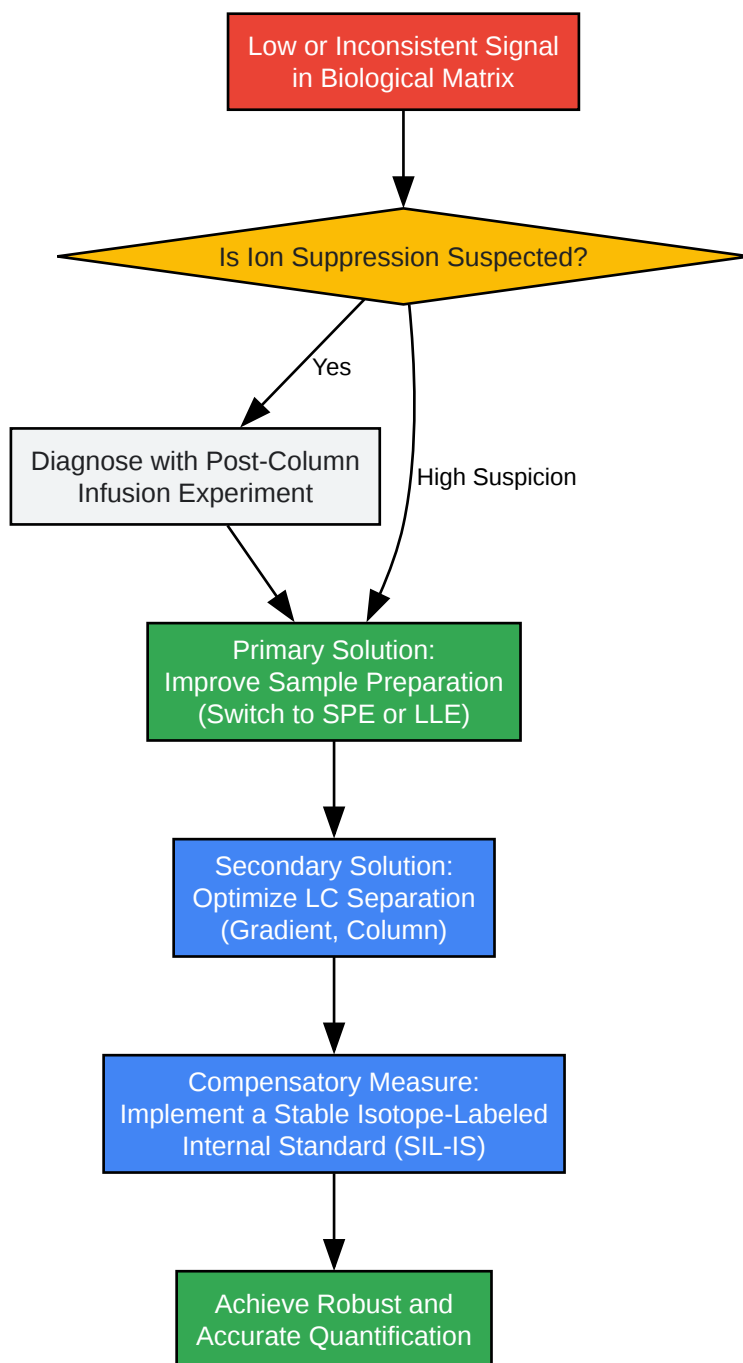 Low or Inconsistent Signal
in Biological Matrix
Is Ion Suppression Suspected?
Yes
Diagnose with Post-Column
Infusion Experiment
High Suspicion
Primary Solution:
Improve Sample Preparation
(Switch to SPE or LLE)
Secondary Solution:
Optimize LC Separation
(Gradient, Column)
Compensatory Measure:
Implement a Stable Isotope-Labeled
Internal Standard (SIL-IS)
Achieve Robust and
Accurate Quantification